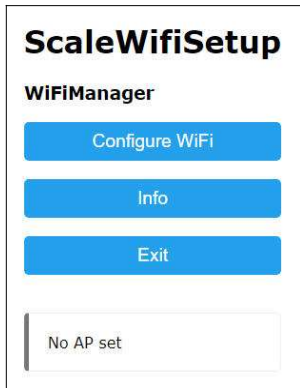 ScaleWifiSetup
WiFiManager
Configure WiFi
Info
Exit
No AP set